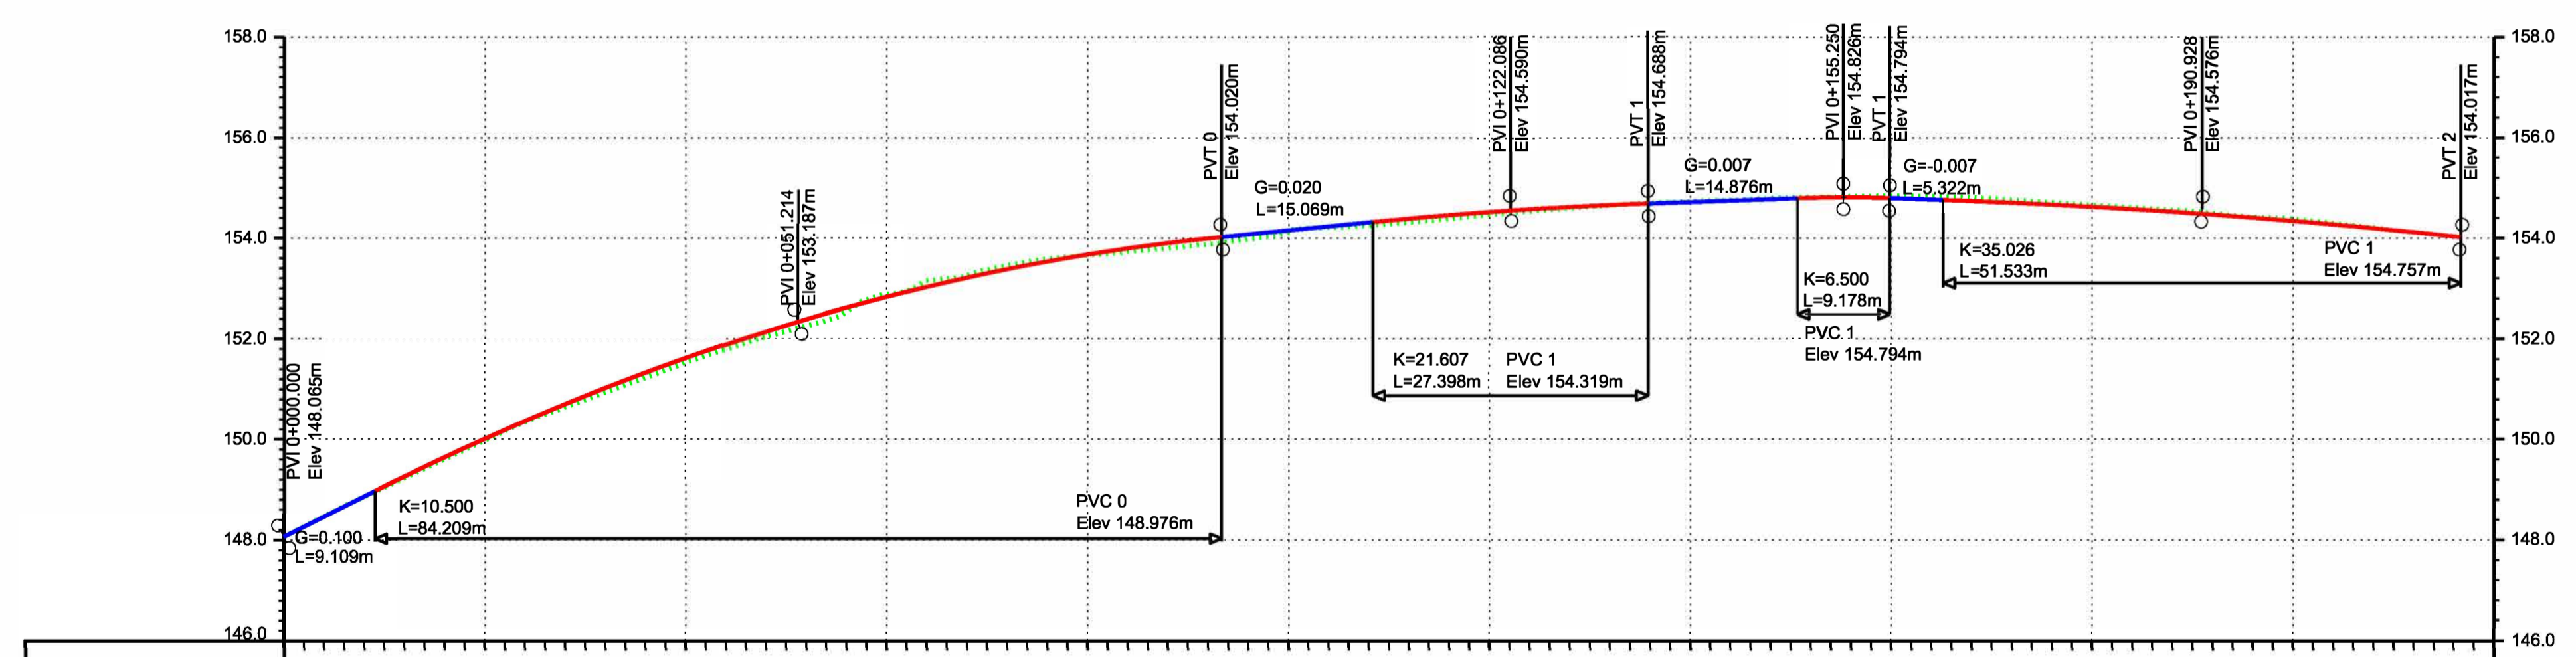 158.0
156.0
154.0
152.0
150.0
148.0
146.0
PVI 0+000.000
Elev 148.065m
G=0.100
L=9.109m
K=10.500
L=84.209m
PVI 0+051.214
Elev 153.187m
PVC 0
Elev 148.976m
PVT 0
Elev 154.020m
G=0.020
L=15.069m
K=21.607
L=27.398m
PVC 1
Elev 154.319m
PVI 0+122.086
Elev 154.590m
PVT 1
Elev 154.688m
G=0.007
L=14.876m
K=6.500
L=9.178m
PVC 1
Elev 154.794m
PVI 0+155.250
Elev 154.826m
PVT 1
Elev 154.794m
G=-0.007
L=5.322m
K=35.026
L=51.533m
PVI 0+190.928
Elev 154.576m
PVC 1
Elev 154.757m
PVT 2
Elev 154.017m
158.0
156.0
154.0
152.0
150.0
148.0
146.0